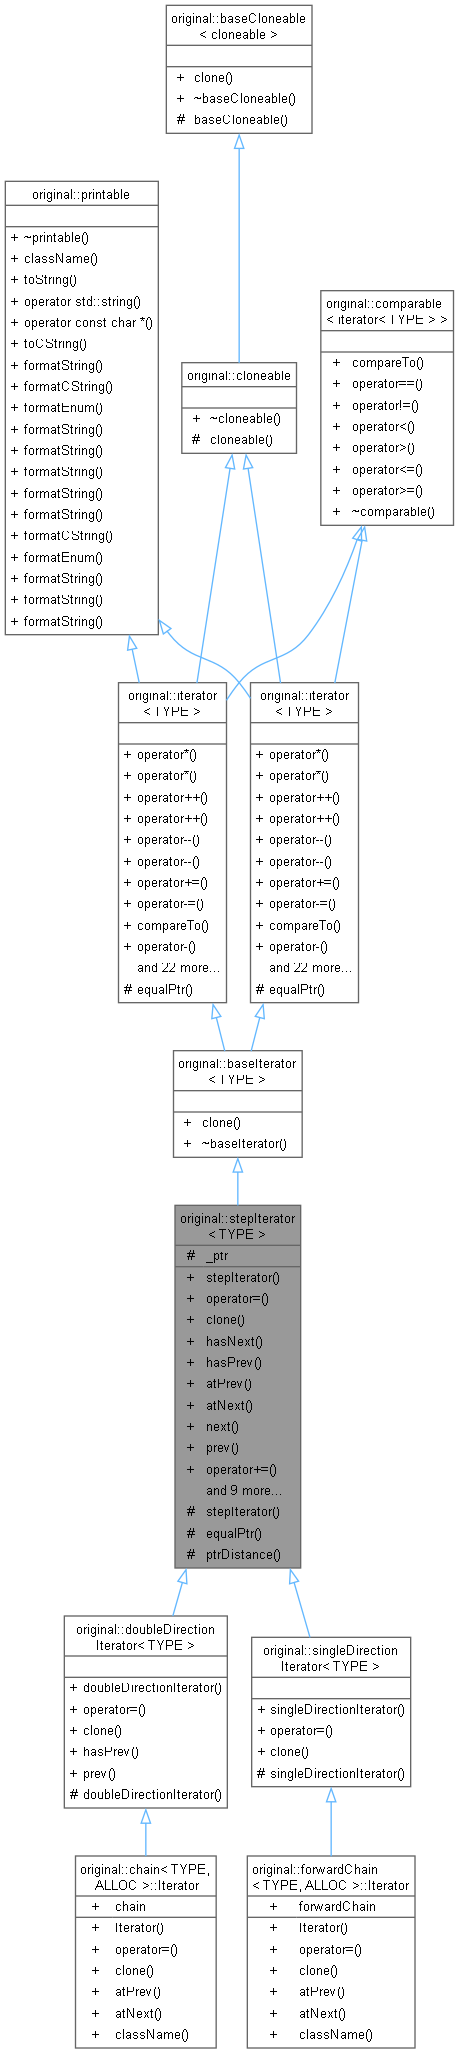 original::baseCloneable
< cloneable >
+ clone()
+ ~baseCloneable()
# baseCloneable()
original::printable
+ ~printable()
+ className()
+ toString()
+ operator std::string()
+ operator const char *()
+ toCString()
+ formatString()
+ formatCString()
+ formatEnum()
+ formatString()
+ formatString()
+ formatString()
+ formatString()
+ formatString()
+ formatCString()
+ formatEnum()
+ formatString()
+ formatString()
+ formatString()
original::comparable
< iterator< TYPE > >
+ compareTo()
+ operator==()
+ operator!=()
+ operator<()
+ operator>()
+ operator<=()
+ operator>=()
+ ~comparable()
original::cloneable
+ ~cloneable()
# cloneable()
original::iterator
< TYPE >
+ operator*()
+ operator*()
+ operator++()
+ operator++()
+ operator--()
+ operator--()
+ operator+=()
+ operator-=()
+ compareTo()
+ operator-()
and 22 more...
# equalPtr()
original::iterator
< TYPE >
+ operator*()
+ operator*()
+ operator++()
+ operator++()
+ operator--()
+ operator--()
+ operator+=()
+ operator-=()
+ compareTo()
+ operator-()
and 22 more...
# equalPtr()
original::baseIterator
< TYPE >
+ clone()
+ ~baseIterator()
original::stepIterator
< TYPE >
# _ptr
+ stepIterator()
+ operator=()
+ clone()
+ hasNext()
+ hasPrev()
+ atPrev()
+ atNext()
+ next()
+ prev()
+ operator+=()
and 9 more...
# stepIterator()
# equalPtr()
# ptrDistance()
original::doubleDirection
Iterator< TYPE >
+ doubleDirectionIterator()
+ operator=()
+ clone()
+ hasPrev()
+ prev()
# doubleDirectionIterator()
original::singleDirection
Iterator< TYPE >
+ singleDirectionIterator()
+ operator=()
+ clone()
# singleDirectionIterator()
original::chain< TYPE,
ALLOC >::Iterator
+ chain
+ Iterator()
+ operator=()
+ clone()
+ atPrev()
+ atNext()
+ className()
original::forwardChain
< TYPE, ALLOC >::Iterator
+ forwardChain
+ Iterator()
+ operator=()
+ clone()
+ atPrev()
+ atNext()
+ className()